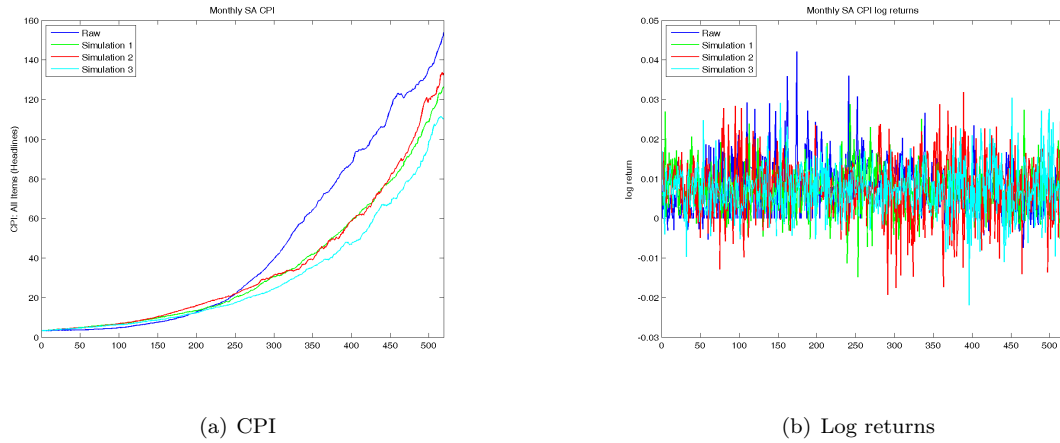 Monthly SA CPI
CPI: All Items (Headlines)
160
140
120
100
80
60
40
20
0
Raw
Simulation 1
Simulation 2
Simulation 3
0 50 100 150 200 250 300 350 400 450 500
(a) CPI
Monthly SA CPI log returns
log return
0.05
0.04
0.03
0.02
0.01
0
-0.01
-0.02
-0.03
Raw
Simulation 1
Simulation 2
Simulation 3
0 50 100 150 200 250 300 350 400 450 500
(b) Log returns